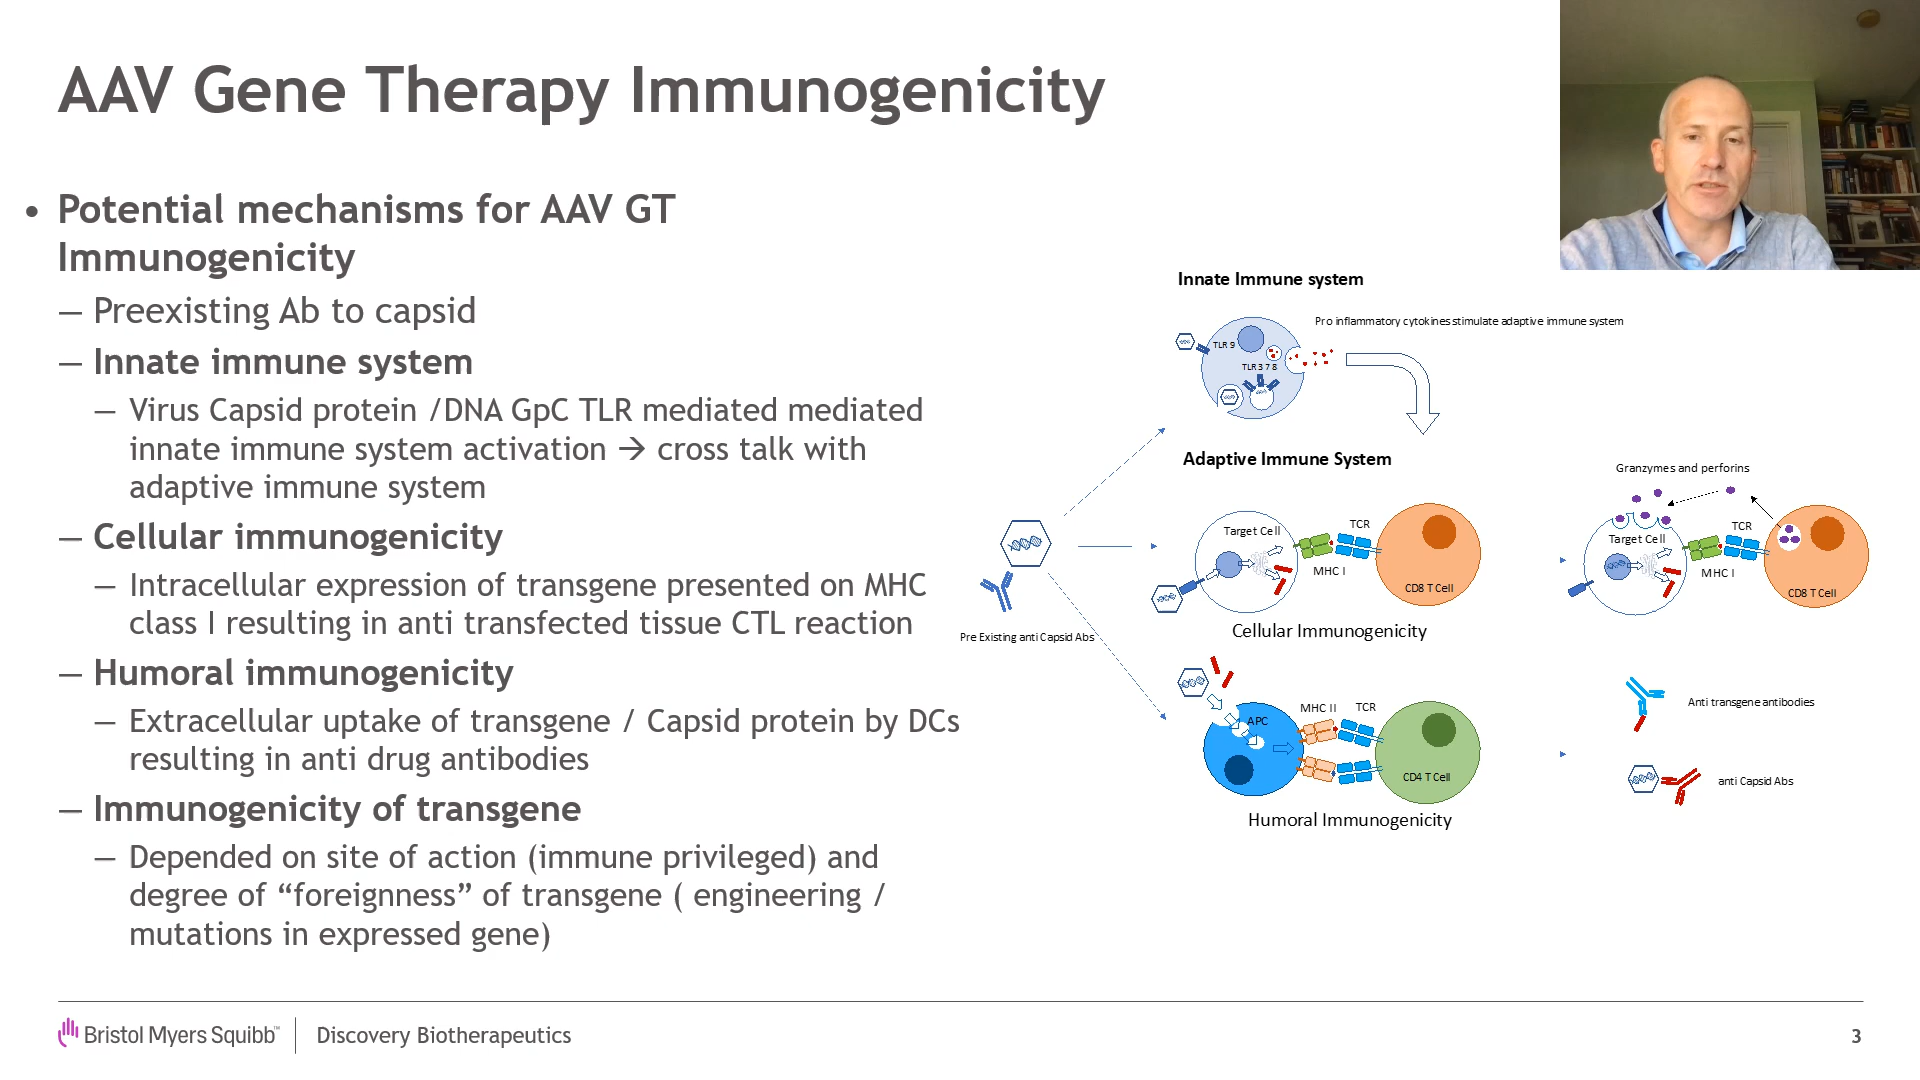 AAV Gene Therapy Immunogenicity
• Potential mechanisms for AAV GT
Immunogenicity
— Preexisting Ab to capsid
— Innate immune system
— Virus Capsid protein /DNA GpC TLR mediated mediated
innate immune system activation → cross talk with
adaptive immune system
— Cellular immunogenicity
— Intracellular expression of transgene presented on MHC
class I resulting in anti transfected tissue CTL reaction
— Humoral immunogenicity
— Extracellular uptake of transgene / Capsid protein by DCs
resulting in anti drug antibodies
— Immunogenicity of transgene
— Depended on site of action (immune privileged) and
degree of “foreignness” of transgene ( engineering /
mutations in expressed gene)
Innate Immune system
Pro inflammatory cytokines stimulate adaptive immune system
TLR 9
TLR 3 7 8
Adaptive Immune System
Pre Existing anti Capsid Abs
Target Cell
TCR
MHC I
CD8 T Cell
Cellular Immunogenicity
Granzymes and perforins
Target Cell
TCR
MHC I
CD8 T Cell
APC
MHC II
TCR
CD4 T Cell
Humoral Immunogenicity
Anti transgene antibodies
anti Capsid Abs
Bristol Myers Squibb™
Discovery Biotherapeutics
3